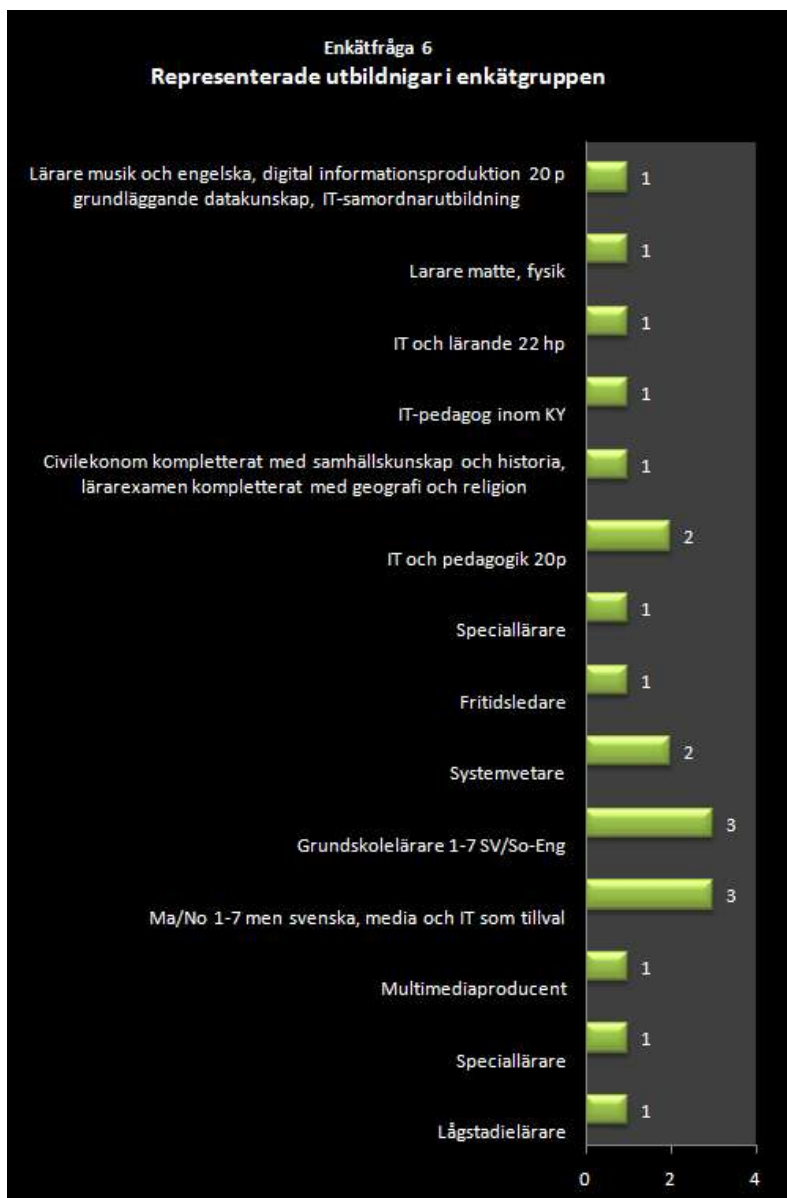 Enkätfråga 6
Representerade utbildnigar i enkätgruppen
Lärare musik och engelska, digital informationsproduktion 20 p
grundläggande datakunskap, IT-samordnarutbildning
1
Larare matte, fysik
1
IT och lärande 22 hp
1
IT-pedagog inom KY
1
Civilekonom kompletterat med samhällskunskap och historia,
lärarexamen kompletterat med geografi och religion
1
IT och pedagogik 20p
2
Speciallärare
1
Fritidsledare
1
Systemvetare
2
Grundskolelärare 1-7 SV/So-Eng
3
Ma/No 1-7 men svenska, media och IT som tillval
3
Multimediaproducent
1
Speciallärare
1
Lågstadielärare
1
0 2 4